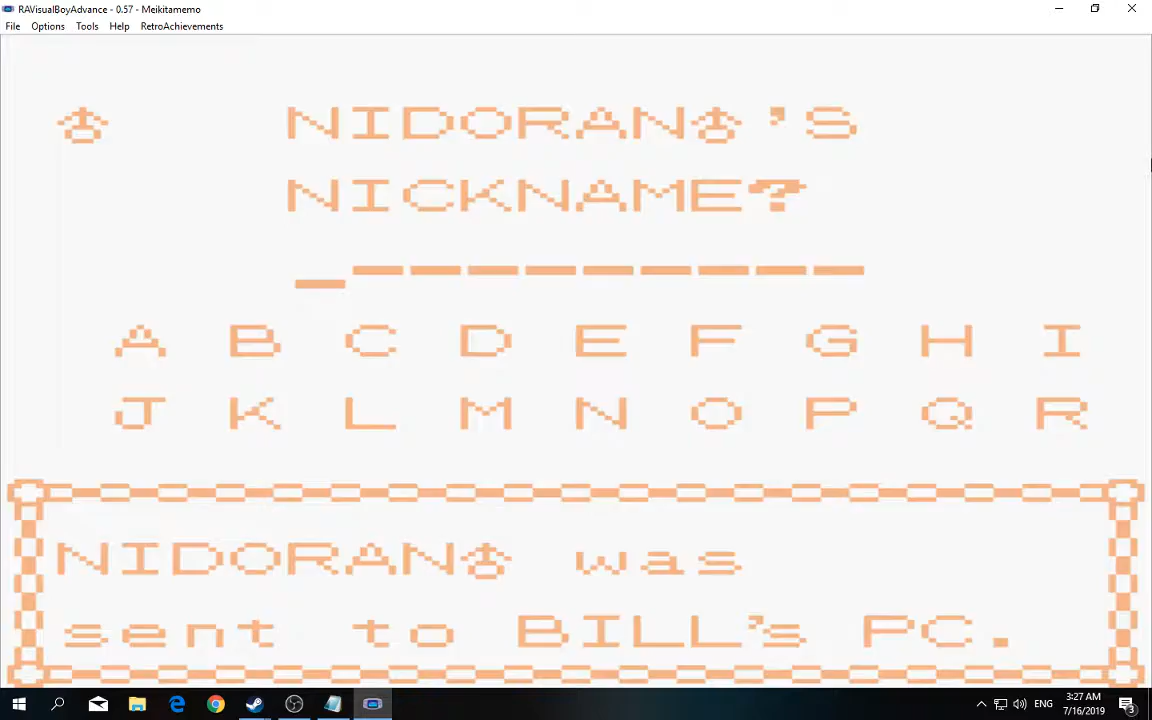 RAVisualBoyAdvance - 0.57 - Meikitamemo
File Options Tools Help RetroAchievements
♂ NIDORAN♂'S
NICKNAME?
A B C D E F G H I
J K L M N O P Q R
NIDORAN♂ was
sent to BILL's PC.
ENG
3:27 AM
7/16/2019
3